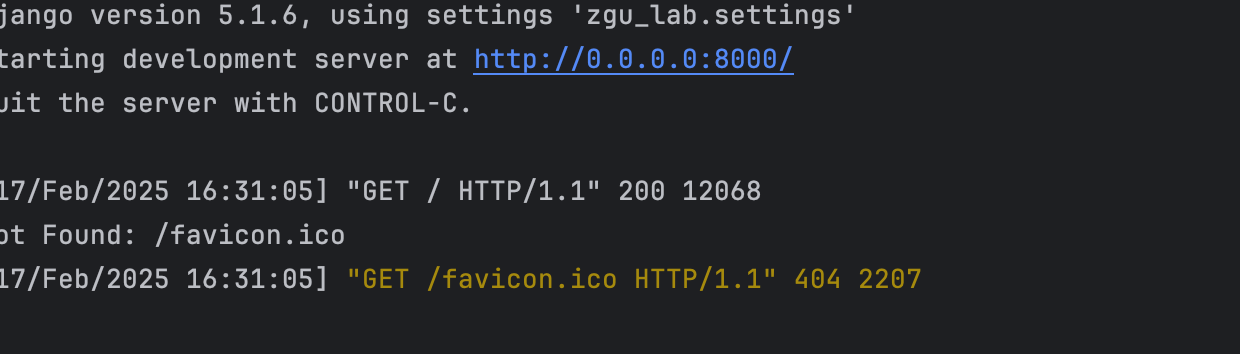 jango version 5.1.6, using settings 'zgu_lab.settings'
tarting development server at http://0.0.0.0:8000/
uit the server with CONTROL-C.
17/Feb/2025 16:31:05] "GET / HTTP/1.1" 200 12068
ot Found: /favicon.ico
17/Feb/2025 16:31:05] "GET /favicon.ico HTTP/1.1" 404 2207